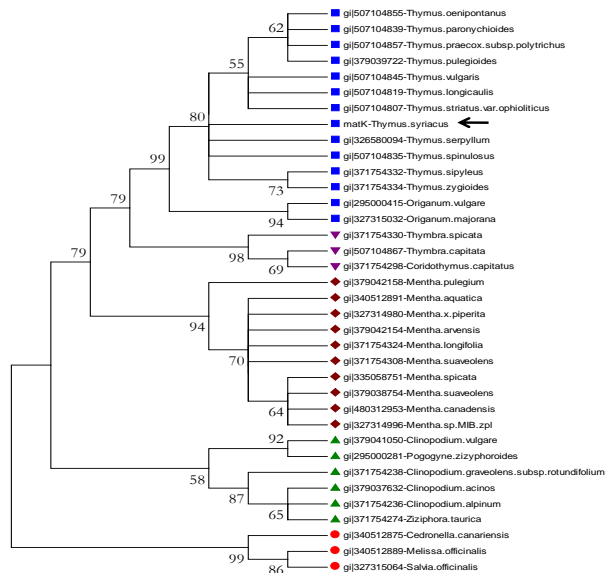 gi|507104855-Thymus.oenipontanus
62
gi|507104839-Thymus.paronychioides
gi|507104857-Thymus.praecox.subsp.polytrichus
gi|379039722-Thymus.pulegioides
55
gi|507104845-Thymus.vulgaris
gi|507104819-Thymus.longicaulis
gi|507104807-Thymus.striatus.var.ophioliticus
80
matK-Thymus.syriacus
gi|326580094-Thymus.serpyllum
gi|507104835-Thymus.spinulosus
99
gi|371754332-Thymus.sipyleus
73
gi|371754334-Thymus.zygioides
79
gi|295000415-Origanum.vulgare
94
gi|327315032-Origanum.majorana
gi|371754330-Thymbra.spicata
79
98
gi|507104867-Thymbra.capitata
69
gi|371754298-Coridothymus.capitatus
gi|379042158-Mentha.pulegium
gi|340512891-Mentha.aquatica
94
gi|327314980-Mentha.x.piperita
gi|379042154-Mentha.arvensis
gi|371754324-Mentha.longifolia
70
gi|371754308-Mentha.suaveolens
gi|335058751-Mentha.spicata
gi|379038754-Mentha.suaveolens
64
gi|480312953-Mentha.canadensis
gi|327314996-Mentha.sp.MIB.zpl
92
gi|379041050-Clinopodium.vulgare
gi|295000281-Pogogyne.zizyphoroides
58
gi|371754238-Clinopodium.graveolens.subsp.rotundifolium
87
gi|379037632-Clinopodium.acinos
gi|371754236-Clinopodium.alpinum
65
gi|371754274-Ziziphora.taurica
gi|340512875-Cedronella.canariensis
99
gi|340512889-Melissa.officinalis
86
gi|327315064-Salvia.officinalis